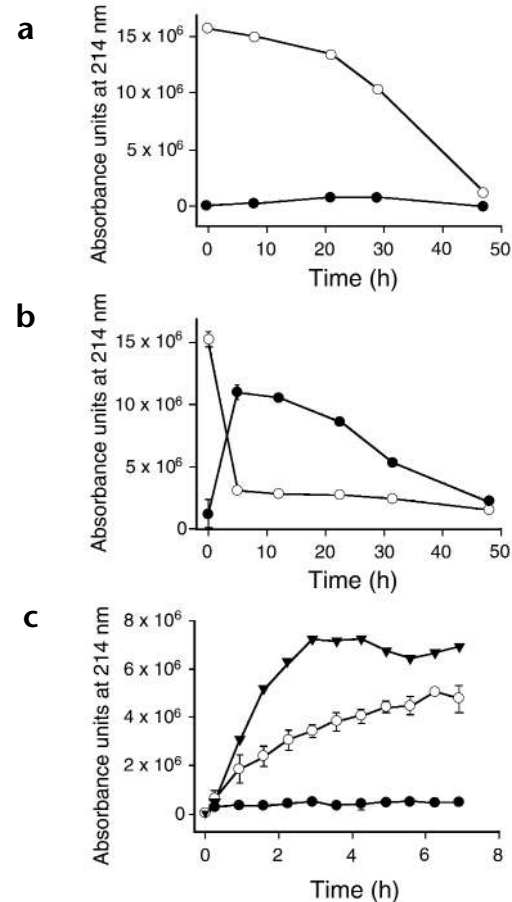 a
Absorbance units at 214 nm
15 x 10⁶
10 x 10⁶
5 x 10⁶
0
0 10 20 30 40 50
Time (h)
b
Absorbance units at 214 nm
15 x 10⁶
10 x 10⁶
5 x 10⁶
0
0 10 20 30 40 50
Time (h)
c
Absorbance units at 214 nm
8 x 10⁶
6 x 10⁶
4 x 10⁶
2 x 10⁶
0
0 2 4 6 8
Time (h)